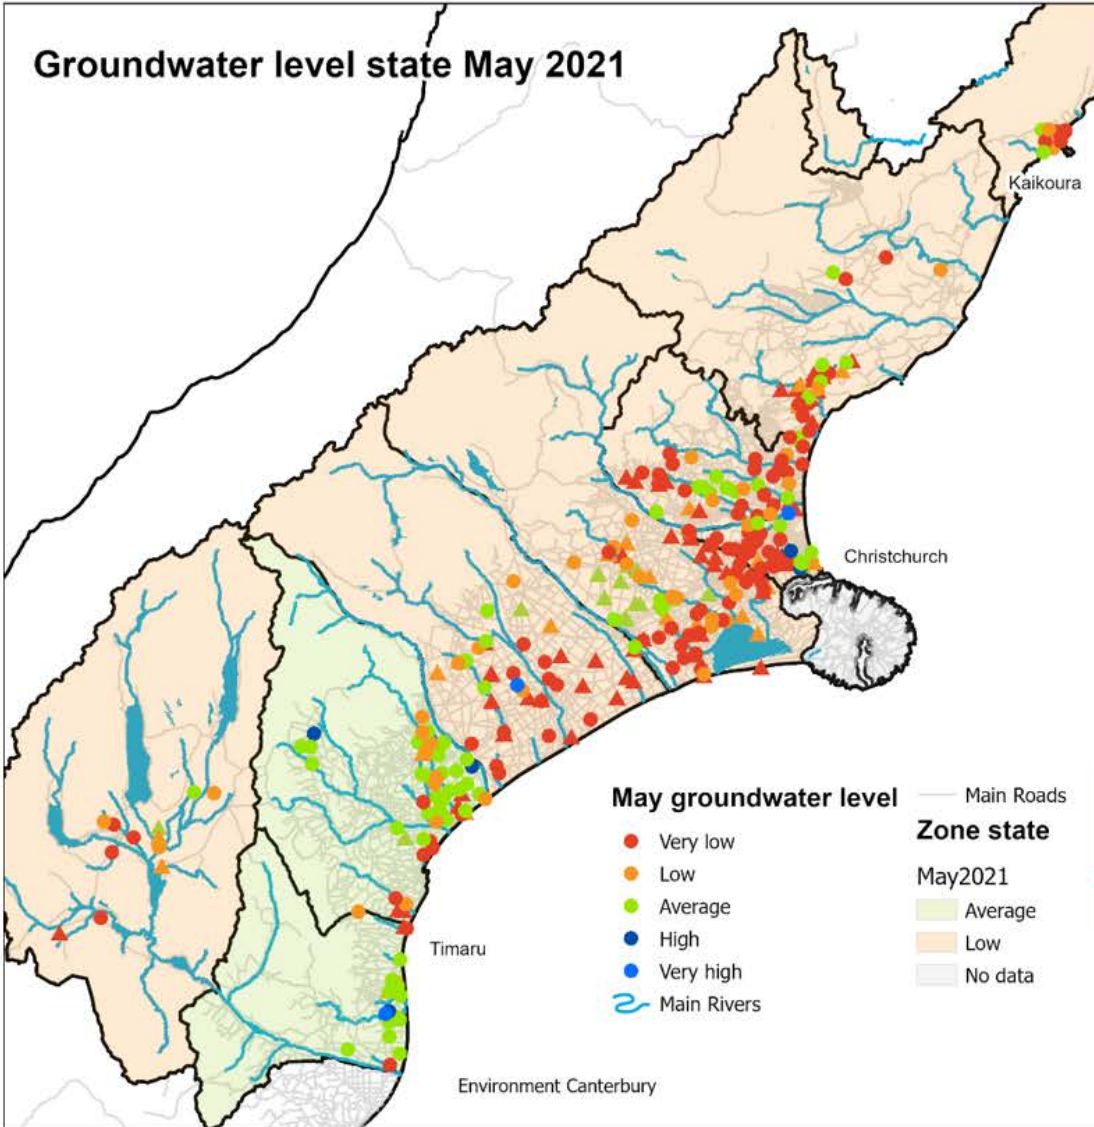 Groundwater level state May 2021
Kaikoura
Christchurch
May groundwater level
Very low
Low
Average
High
Very high
Main Rivers
Main Roads
Zone state
May2021
Average
Low
No data
Timaru
Environment Canterbury